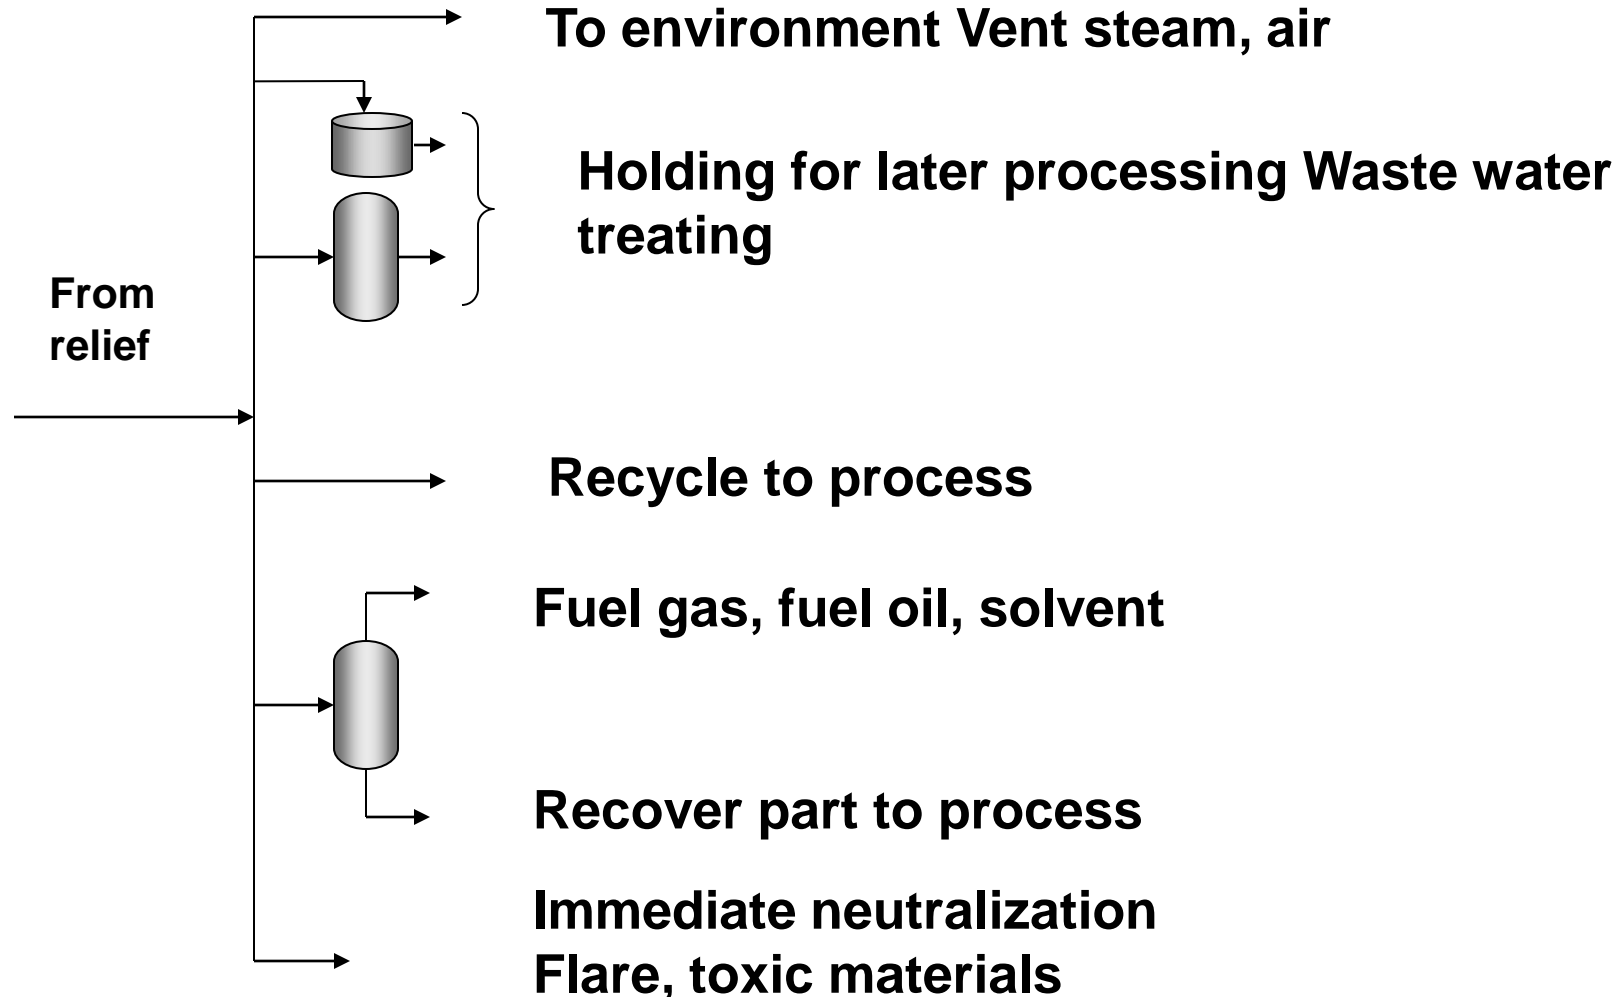 To environment Vent steam, air
Holding for later processing Waste water
treating
From
relief
Recycle to process
Fuel gas, fuel oil, solvent
Recover part to process
Immediate neutralization
Flare, toxic materials